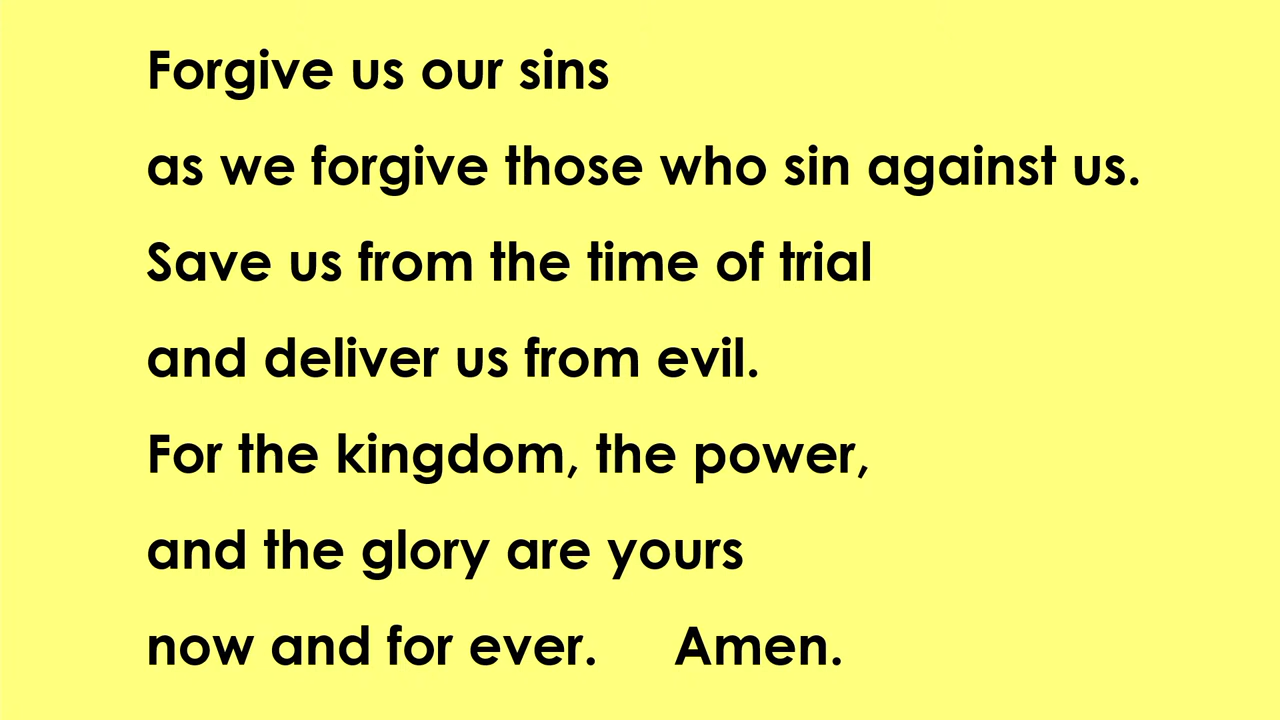 Forgive us our sins
as we forgive those who sin against us.
Save us from the time of trial
and deliver us from evil.
For the kingdom, the power,
and the glory are yours
now and for ever. Amen.